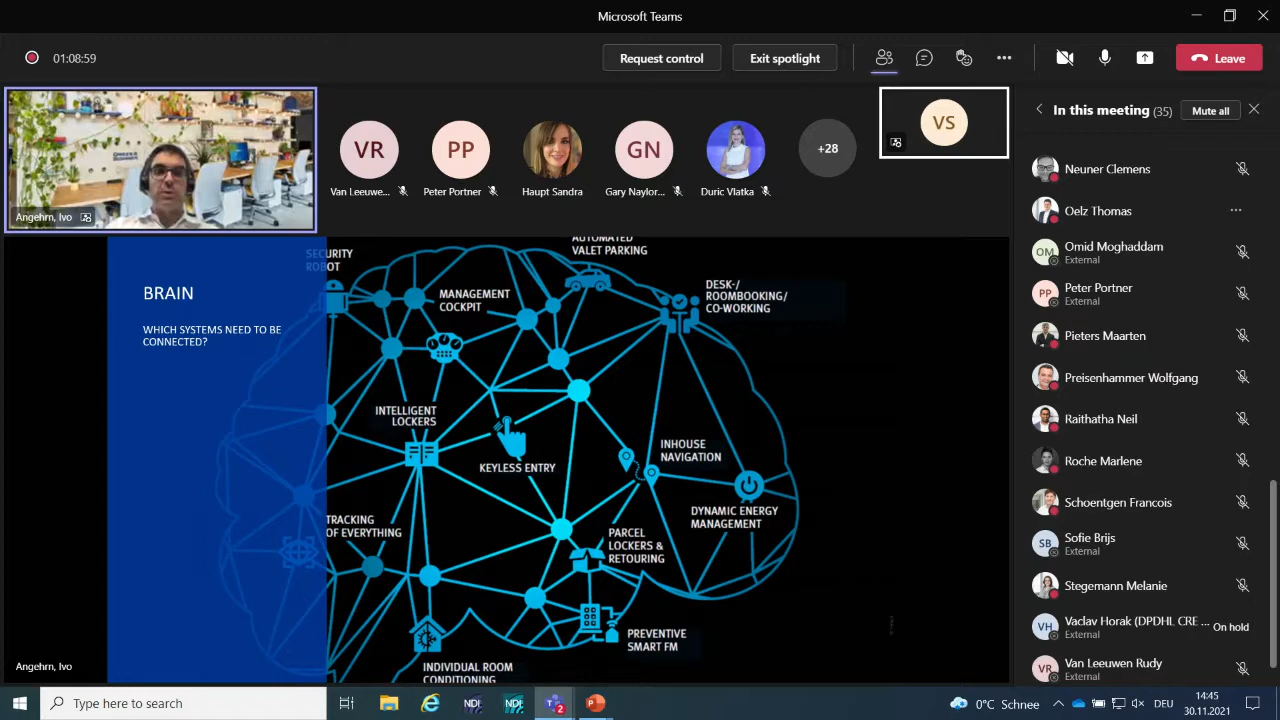 Microsoft Teams
01:08:59
Request control
Exit spotlight
Leave
VR
Van Leeuwe...
PP
Peter Portner
Haupt Sandra
GN
Gary Naylor...
Duric Vlatka
+28
VS
Angehrn, Ivo
In this meeting (35)
Mute all
Neuner Clemens
Oelz Thomas
OM
Omid Moghaddam
External
PP
Peter Portner
External
Pieters Maarten
Preisenhammer Wolfgang
Raithatha Neil
Roche Marlene
Schoentgen Francois
SB
Sofie Brijs
External
Stegemann Melanie
VH
Vaclav Horak (DPDHL CRE ...
External
On hold
VR
Van Leeuwen Rudy
External
BRAIN
WHICH SYSTEMS NEED TO BE
CONNECTED?
SECURITY
ROBOT
AUTOMATED
VALET PARKING
MANAGEMENT
COCKPIT
DESK-/
ROOMBOOKING/
CO-WORKING
INTELLIGENT
LOCKERS
KEYLESS ENTRY
INHOUSE
NAVIGATION
DYNAMIC ENERGY
MANAGEMENT
TRACKING
OF EVERYTHING
PARCEL
LOCKERS &
RETOURING
PREVENTIVE
SMART FM
INDIVIDUAL ROOM
CONDITIONING
Angehrn, Ivo
Type here to search
NDF
NDF
2
0°C Schnee
DEU
14:45
30.11.2021